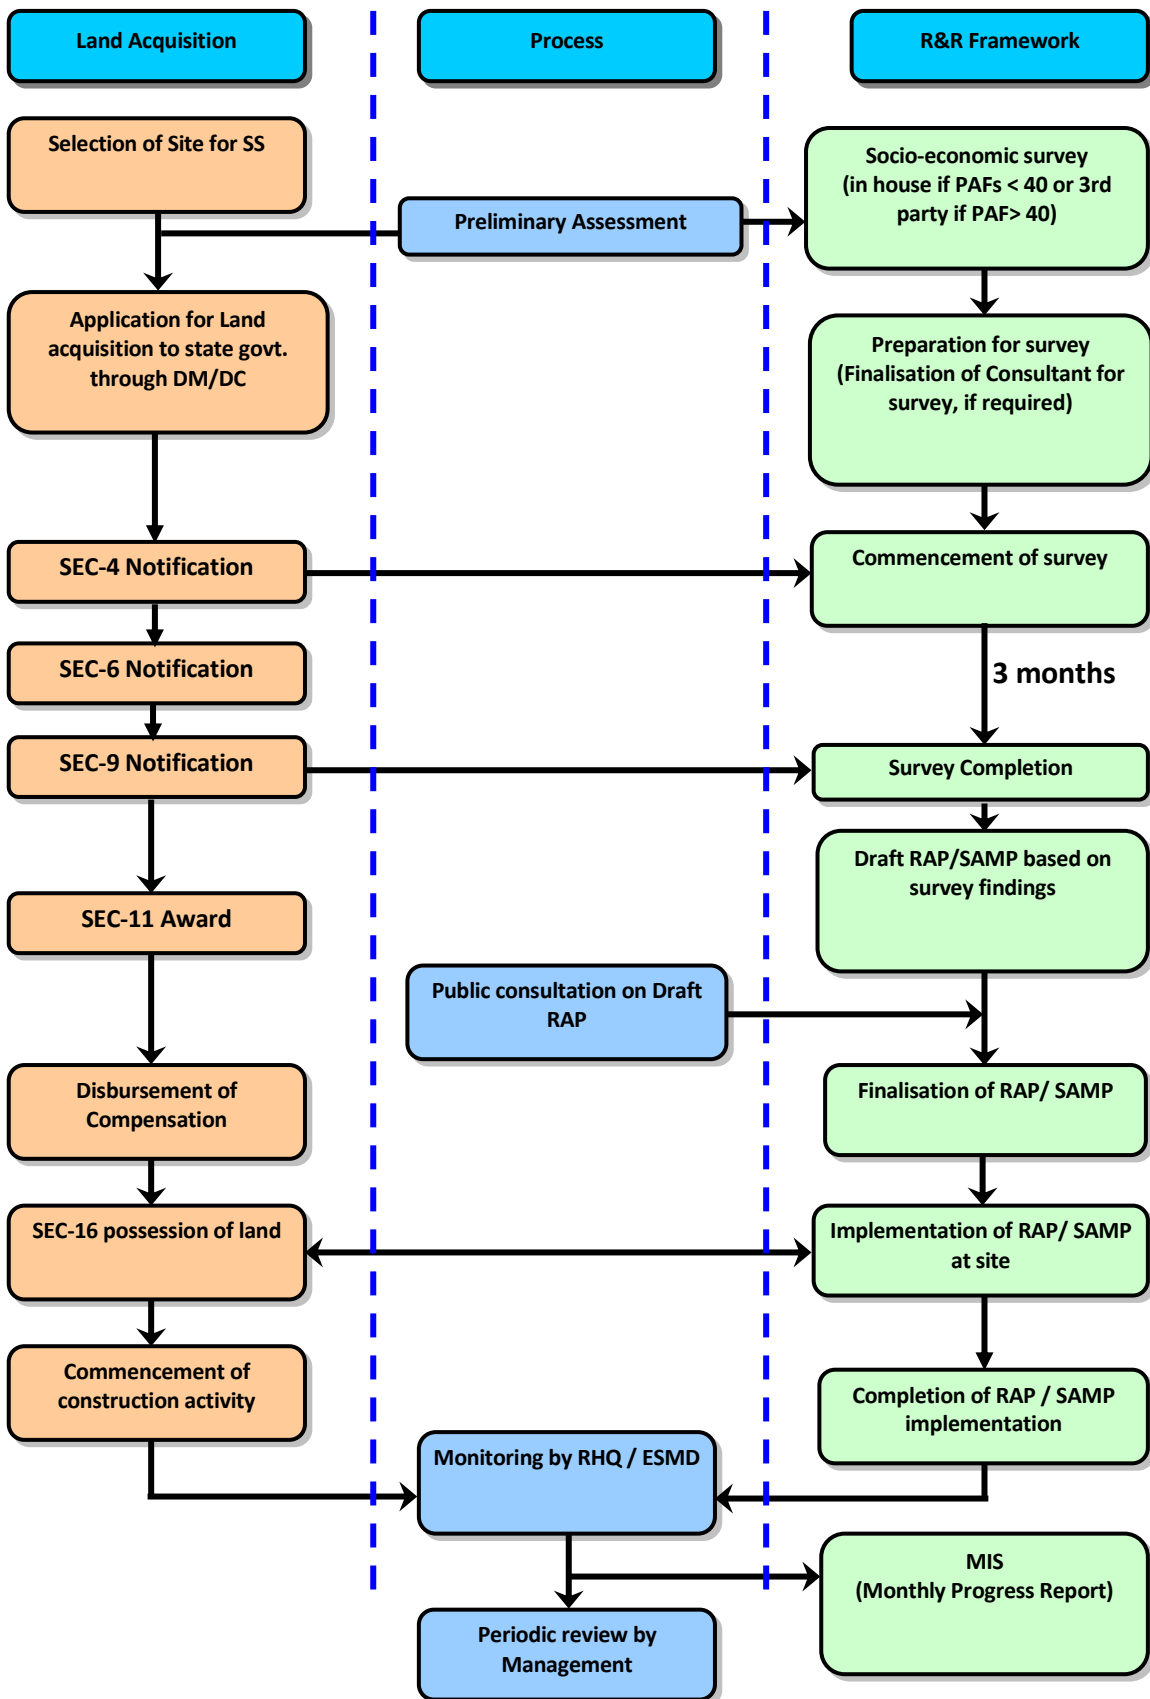 Land Acquisition
Process
R&R Framework
Selection of Site for SS
Socio-economic survey
(in house if PAFs < 40 or 3rd
party if PAF> 40)
Preliminary Assessment
Application for Land
acquisition to state govt.
through DM/DC
Preparation for survey
(Finalisation of Consultant for
survey, if required)
SEC-4 Notification
Commencement of survey
SEC-6 Notification
3 months
SEC-9 Notification
Survey Completion
Draft RAP/SAMP based on
survey findings
SEC-11 Award
Public consultation on Draft
RAP
Disbursement of
Compensation
Finalisation of RAP/ SAMP
SEC-16 possession of land
Implementation of RAP/ SAMP
at site
Commencement of
construction activity
Completion of RAP / SAMP
implementation
Monitoring by RHQ / ESMD
MIS
(Monthly Progress Report)
Periodic review by
Management